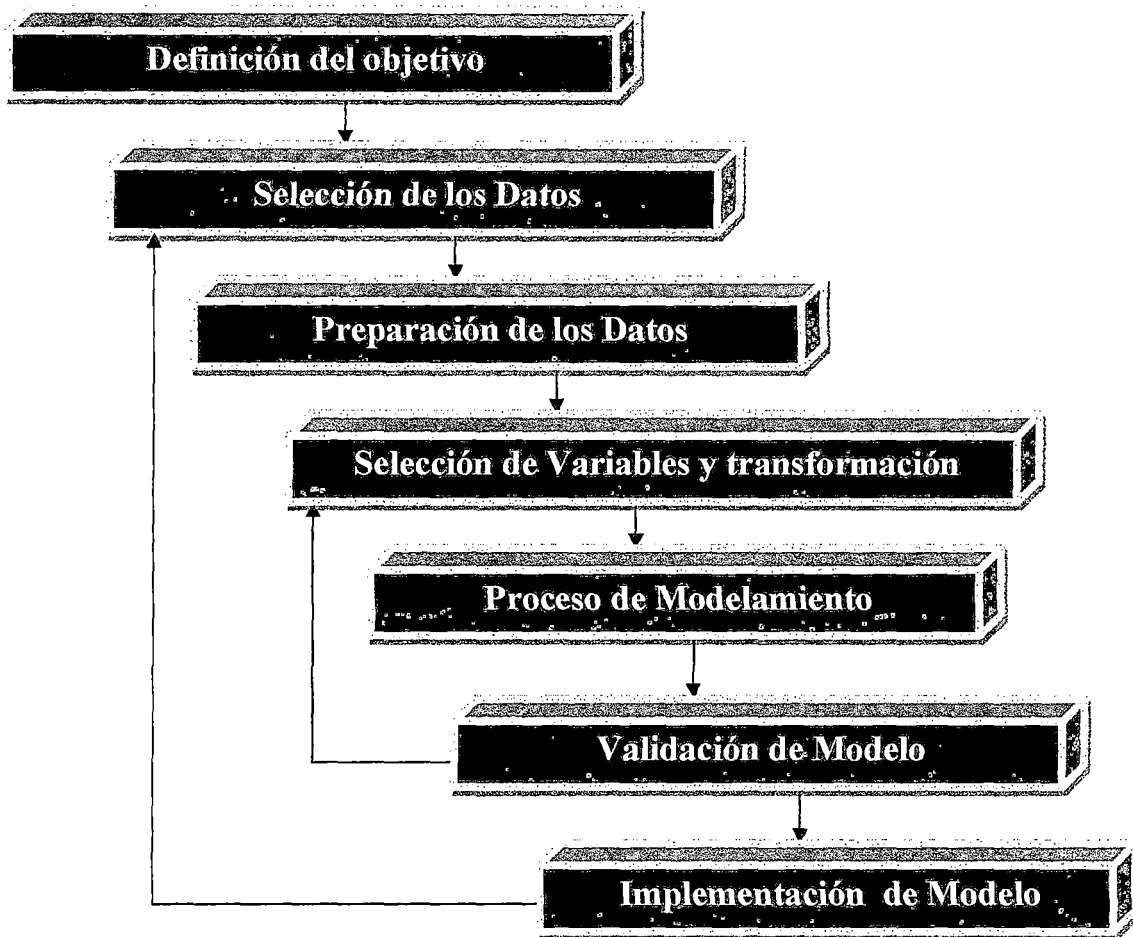 Definición del objetivo
Selección de los Datos
Preparación de los Datos
Selección de Variables y transformación
Proceso de Modelamiento
Validación de Modelo
Implementación de Modelo